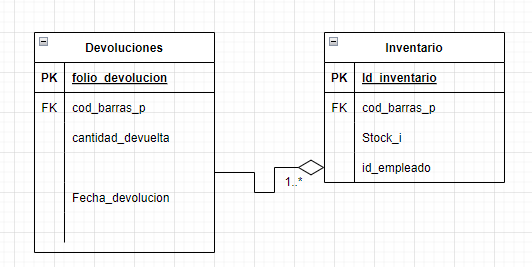 Devoluciones
PK folio_devolucion
FK cod_barras_p
cantidad_devuelta
Fecha_devolucion
1..*
Inventario
PK Id_inventario
FK cod_barras_p
Stock_i
id_empleado